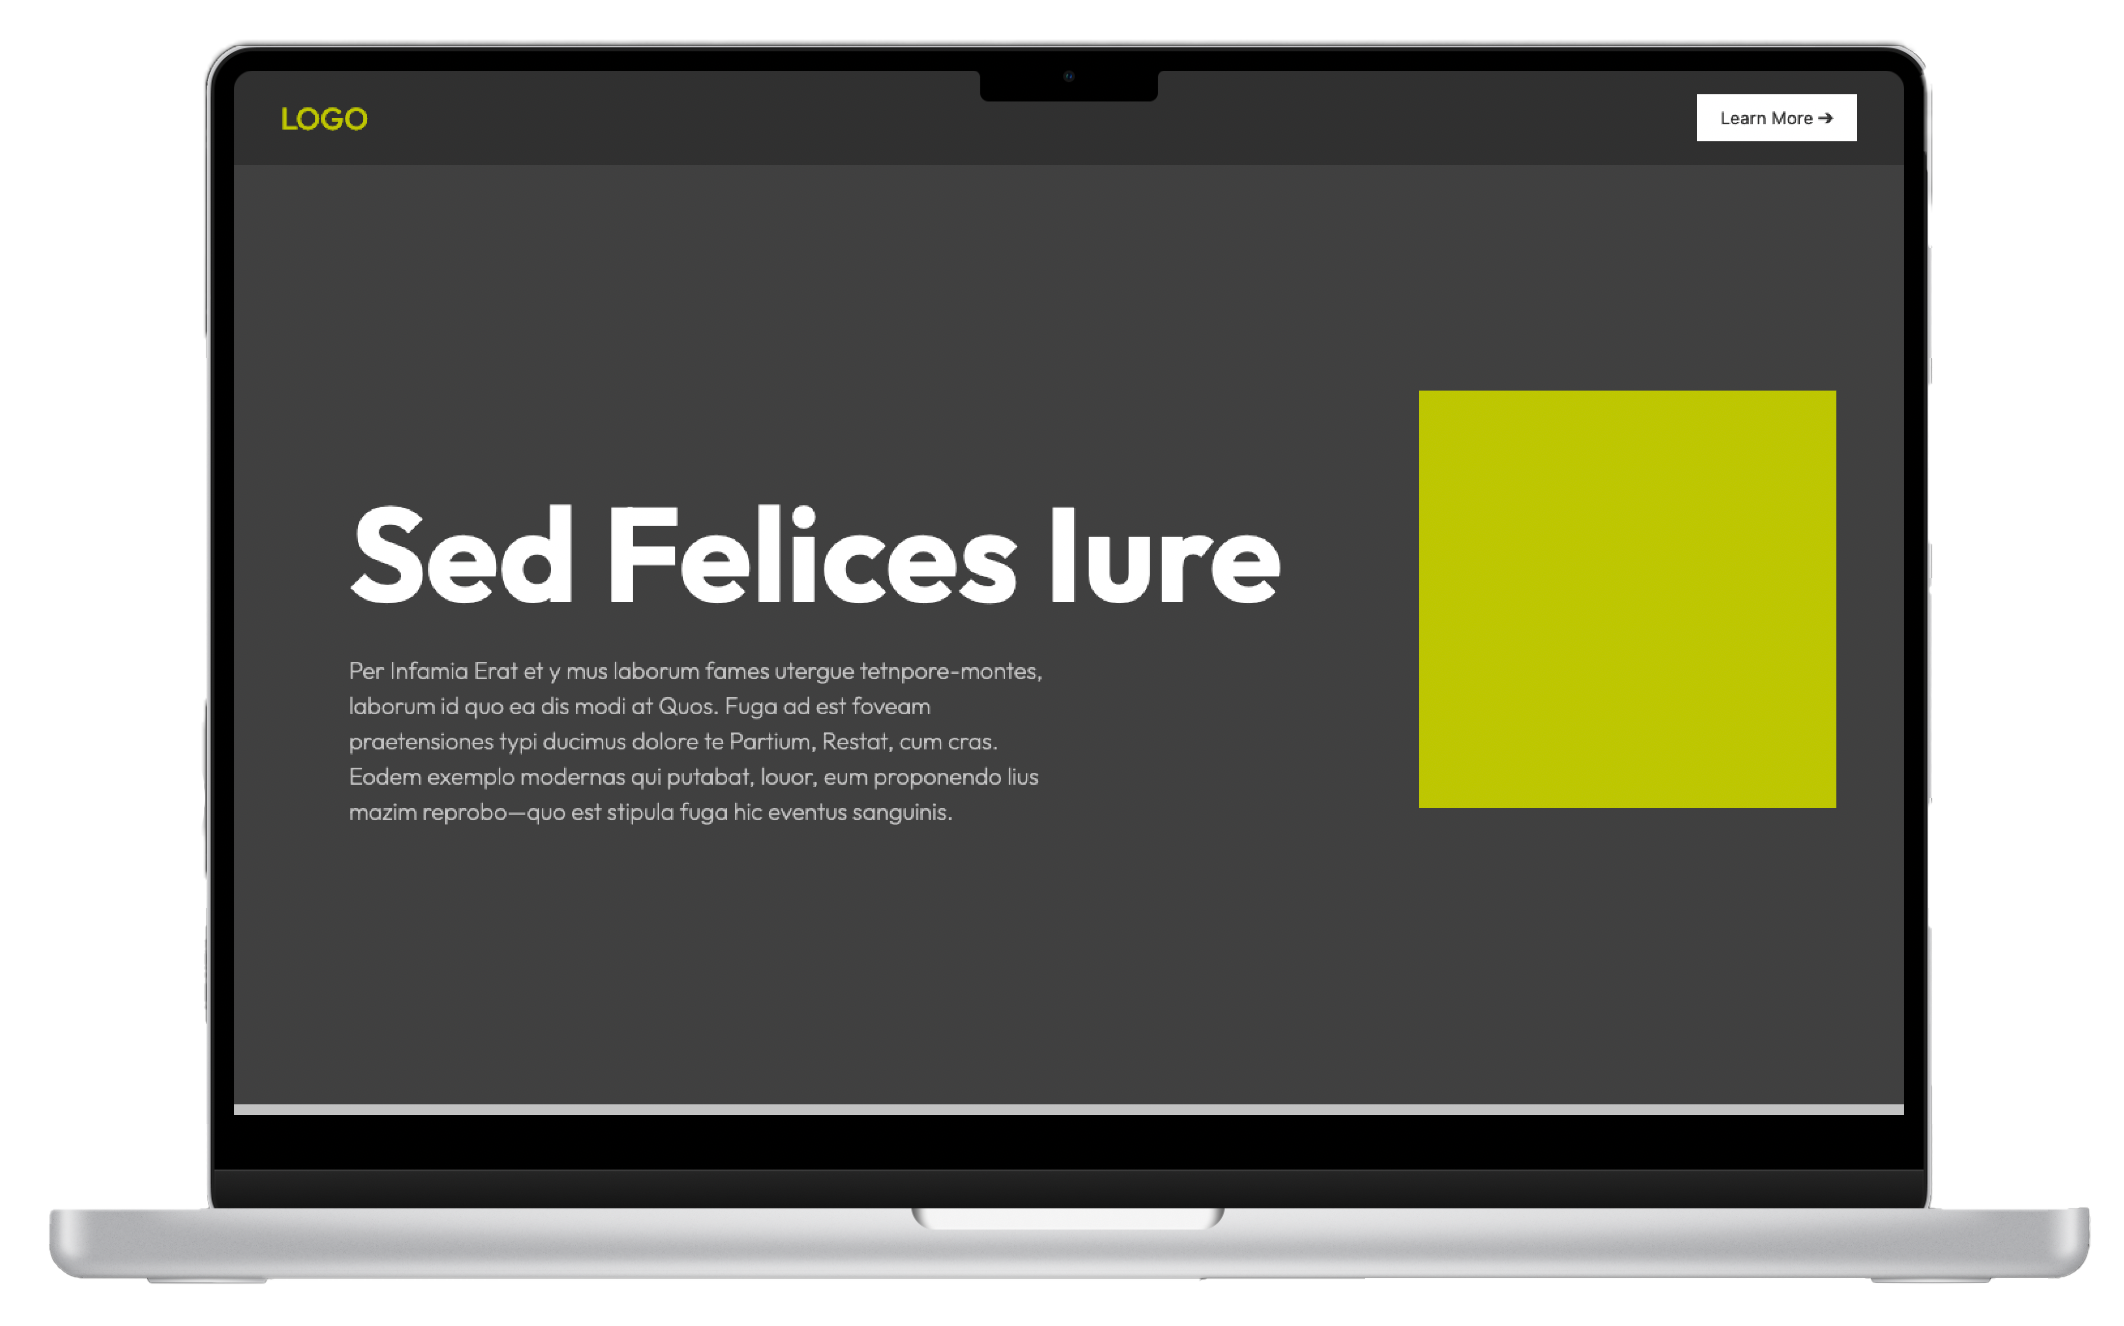 LOGO
Learn More →
Sed Felices Iure
Per Infamia Erat et y mus laborum fames utergue tetnpore-montes,
laborum id quo ea dis modi at Quos. Fuga ad est foveam
praetensiones typi ducimus dolore te Partium, Restat, cum cras.
Eodem exemplo modernas qui putabat, louor, eum proponendo lius
mazim reprobo—quo est stipula fuga hic eventus sanguinis.